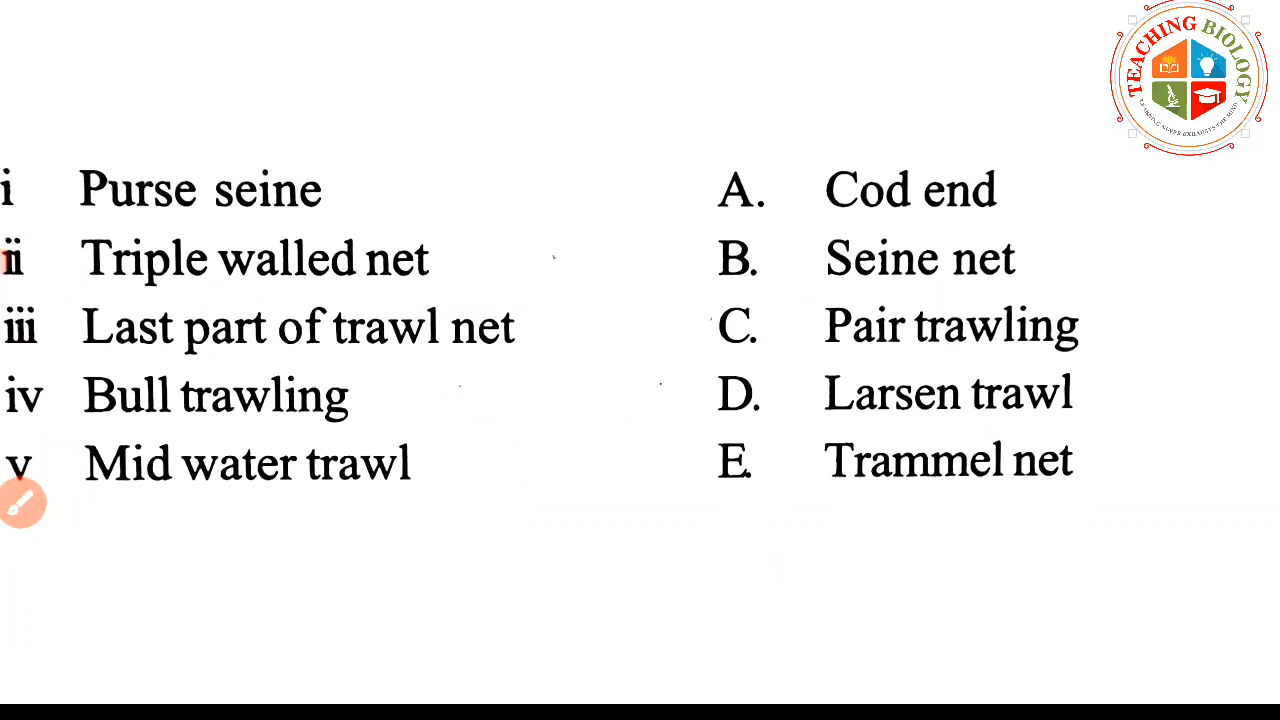 TEACHING BIOLOGY
i Purse seine A. Cod end
ii Triple walled net B. Seine net
iii Last part of trawl net C. Pair trawling
iv Bull trawling D. Larsen trawl
v Mid water trawl E. Trammel net